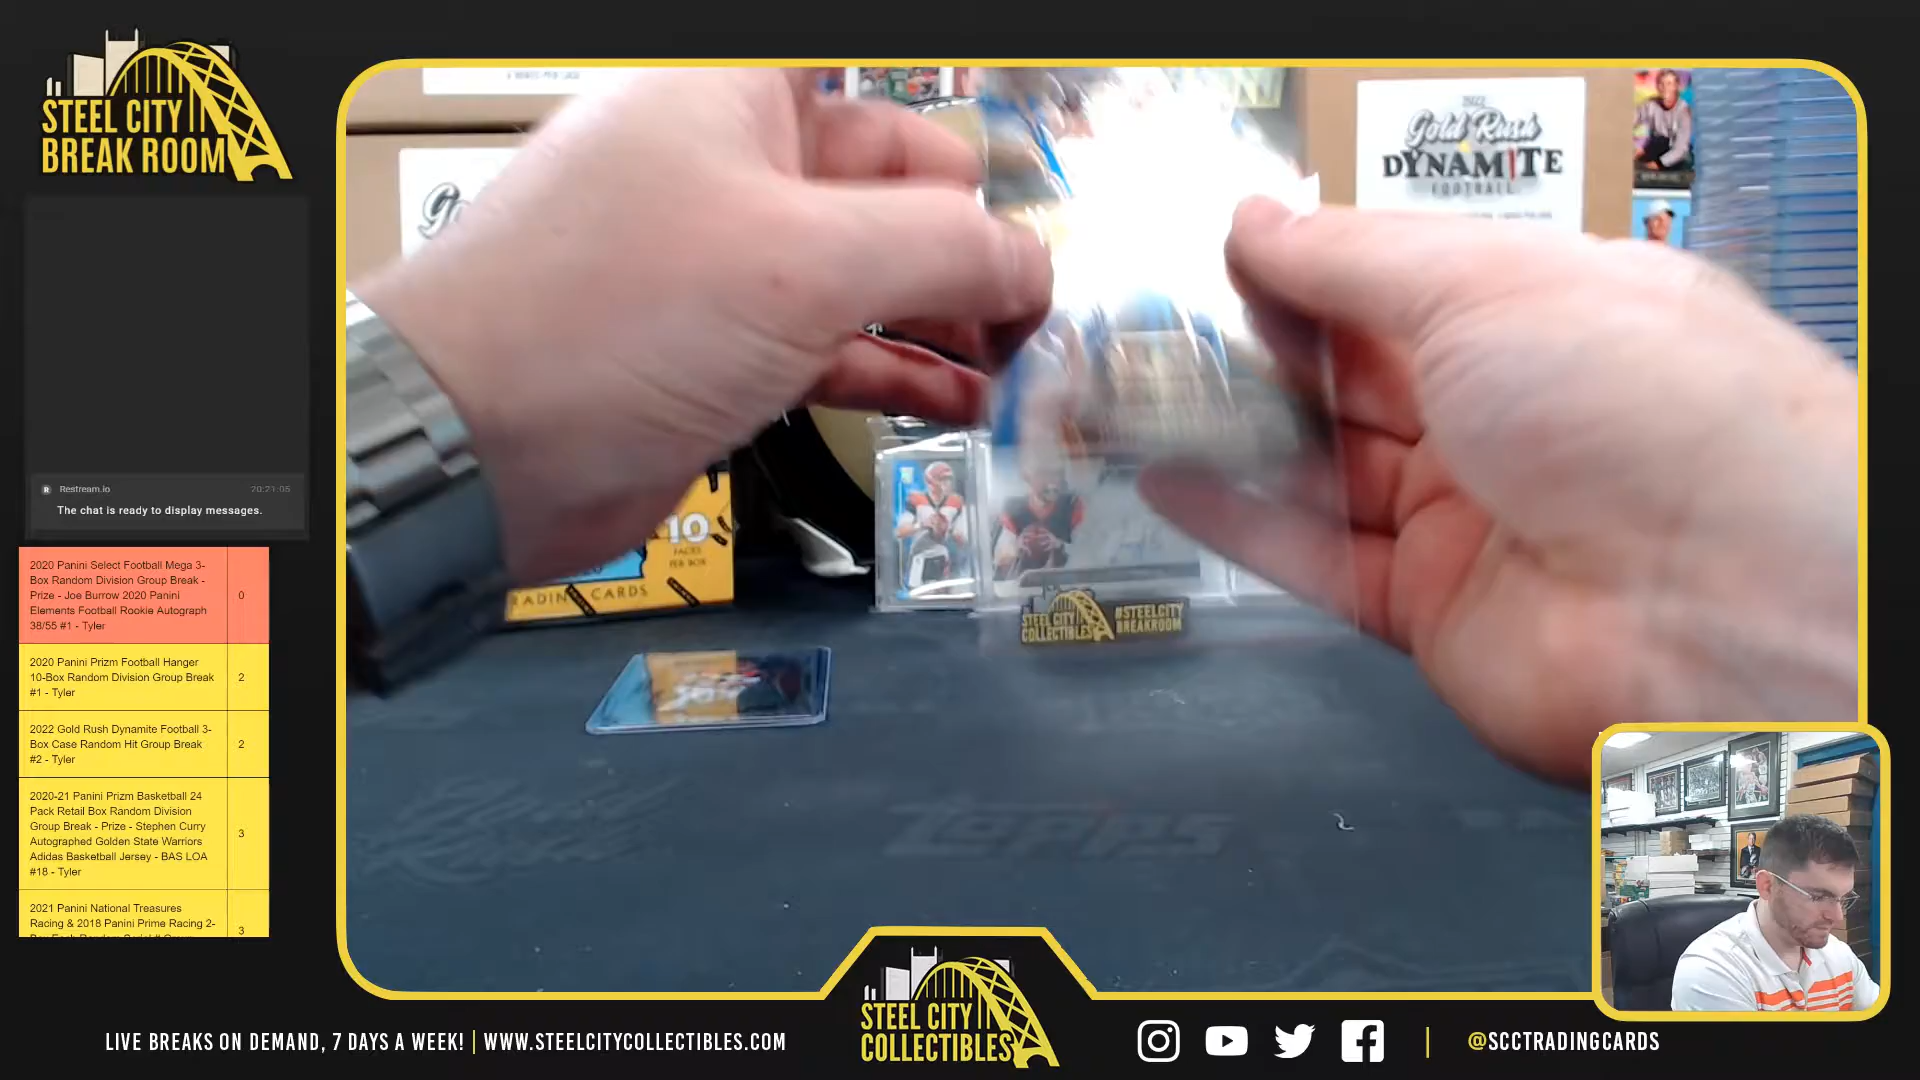 STEEL CITY
BREAK ROOM
Restream.io
20:21:05
The chat is ready to display messages.
2020 Panini Select Football Mega 3-
Box Random Division Group Break -
Prize - Joe Burrow 2020 Panini
Elements Football Rookie Autograph
38/55 #1 - Tyler
0
2020 Panini Prizm Football Hanger
10-Box Random Division Group Break
#1 - Tyler
2
2022 Gold Rush Dynamite Football 3-
Box Case Random Hit Group Break
#2 - Tyler
2
2020-21 Panini Prizm Basketball 24
Pack Retail Box Random Division
Group Break - Prize - Stephen Curry
Autographed Golden State Warriors
Adidas Basketball Jersey - BAS LOA
#18 - Tyler
3
2021 Panini National Treasures
Racing & 2018 Panini Prime Racing 2-
3
2022
Gold Rush
DYNAMITE
FOOTBALL
Go
10
PER BOX
CARDS
STEEL CITY
COLLECTIBLES
#STEELCITY
BREAKROOM
topps
STEEL CITY
COLLECTIBLES
LIVE BREAKS ON DEMAND, 7 DAYS A WEEK! | WWW.STEELCITYCOLLECTIBLES.COM
@SCCTRADINGCARDS